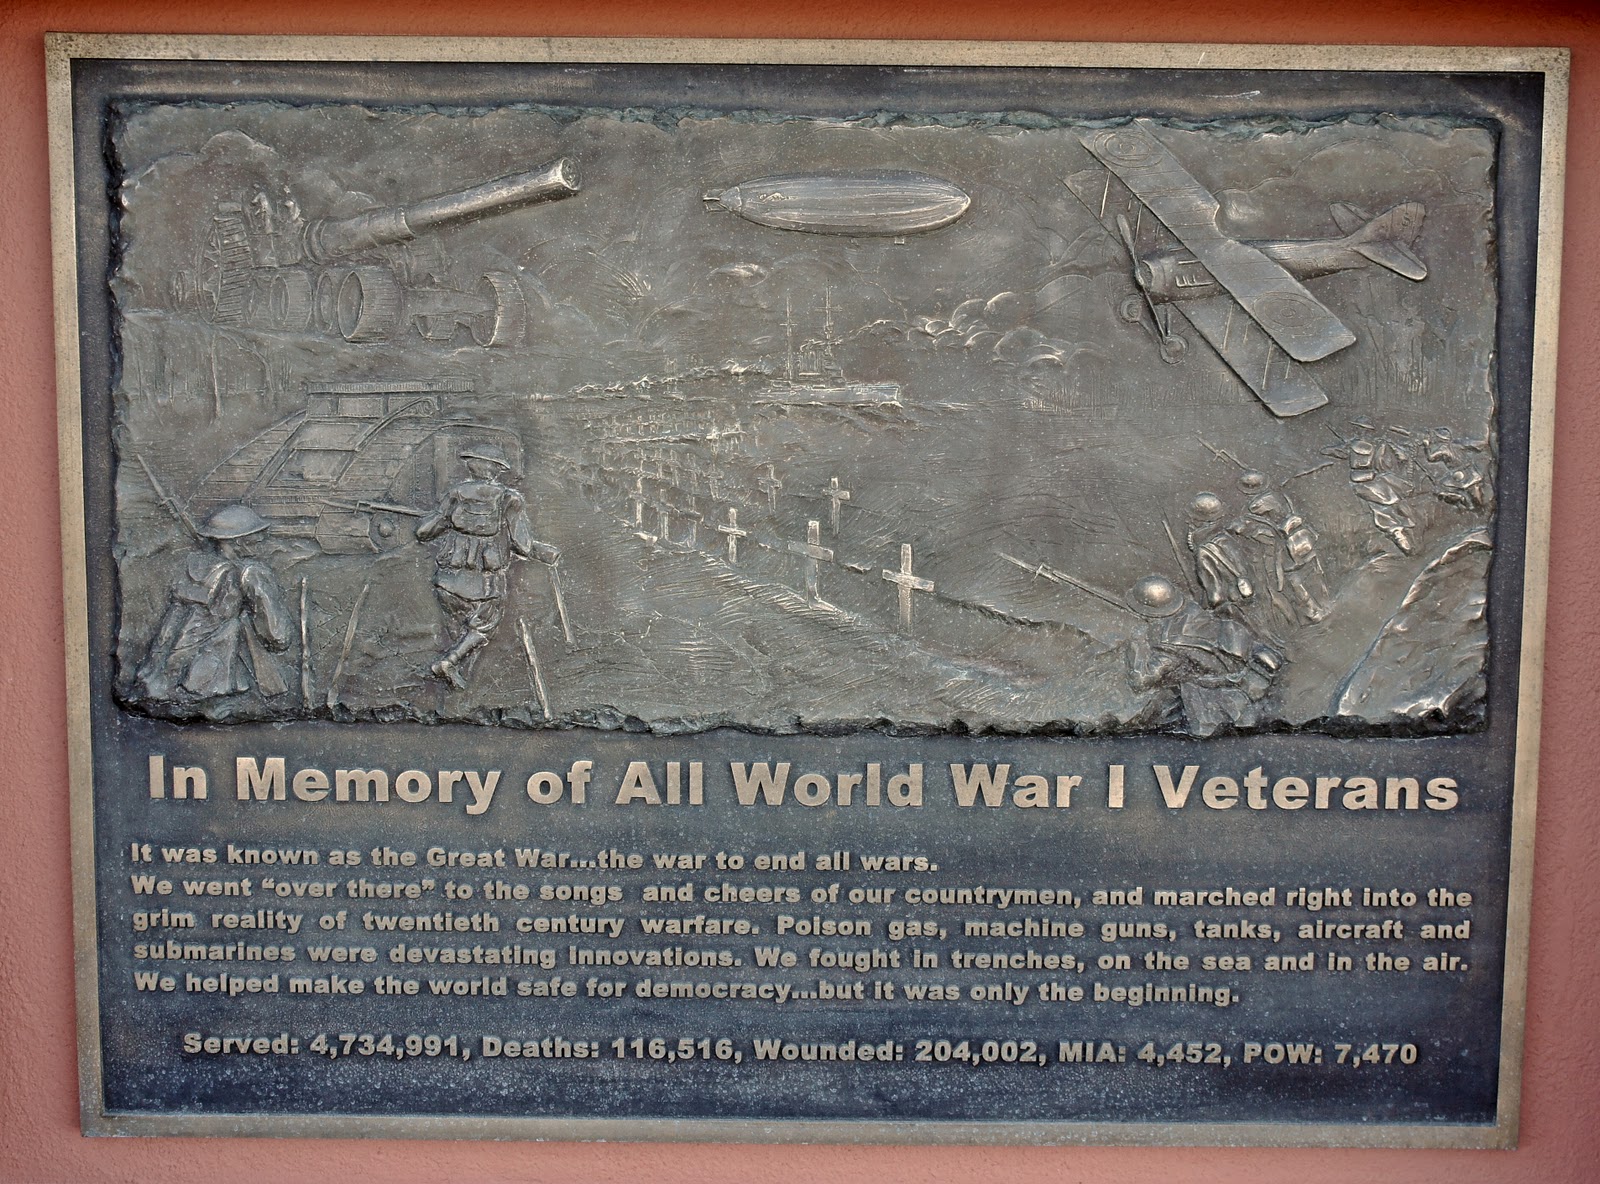 In Memory of All World War I Veterans
It was known as the Great War...the war to end all wars.
We went “over there” to the songs and cheers of our countrymen, and marched right into the
grim reality of twentieth century warfare. Poison gas, machine guns, tanks, aircraft and
submarines were devastating innovations. We fought in trenches, on the sea and in the air.
We helped make the world safe for democracy...but it was only the beginning.
Served: 4,734,991, Deaths: 116,516, Wounded: 204,002, MIA: 4,452, POW: 7,470